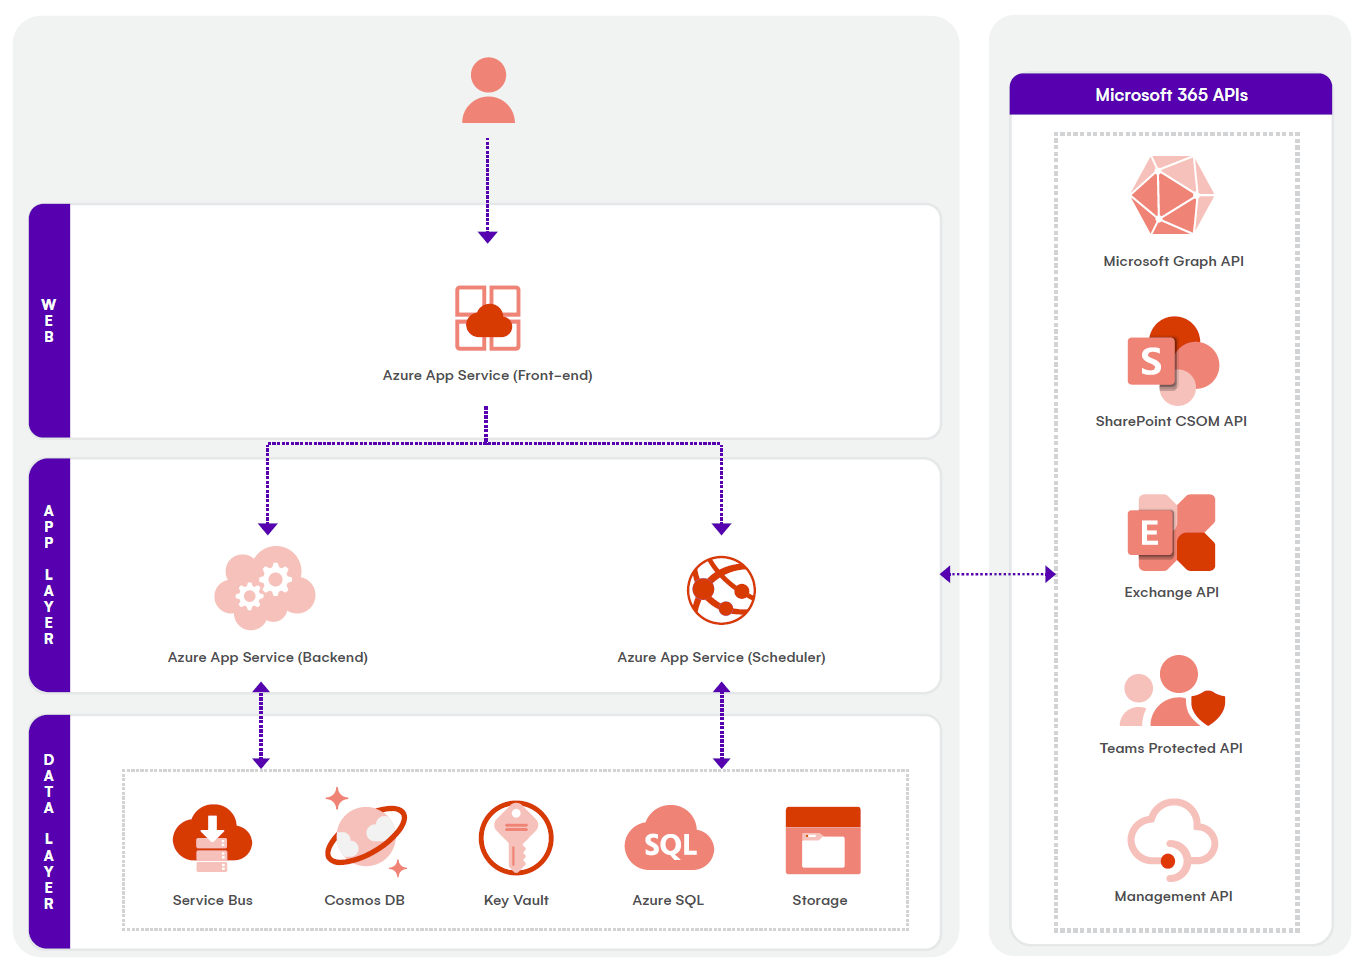 WEB
Azure App Service (Front-end)
APP LAYER
Azure App Service (Backend)
Azure App Service (Scheduler)
DATA LAYER
SQL
Service Bus
Cosmos DB
Key Vault
Azure SQL
Storage
Microsoft 365 APIs
Microsoft Graph API
S
SharePoint CSOM API
E
Exchange API
Teams Protected API
Management API